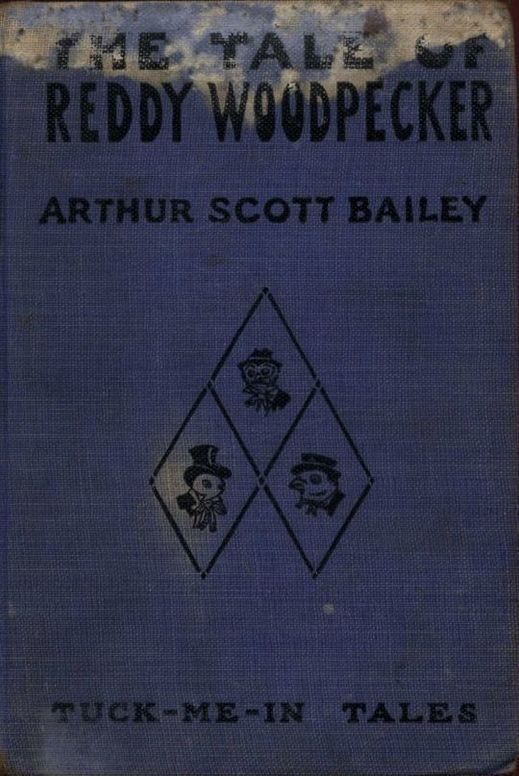 THE TALE OF
REDDY WOODPECKER
ARTHUR SCOTT BAILEY
TUCK-ME-IN TALES